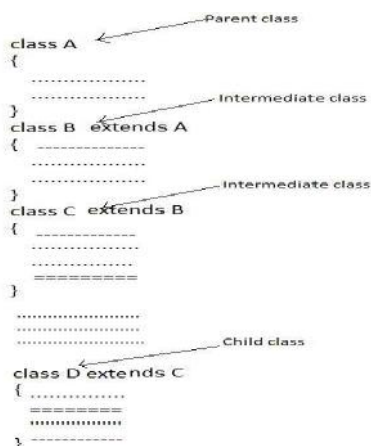 Parent class
class A
{
..................
..................
}
Intermediate class
class B extends A
{ --------------
..................
..................
}
Intermediate class
class C extends B
{ -------------
.................
................
=========
}
.......................
.......................
.......................
Child class
class D extends C
{ ...............
========
..................
} -------------